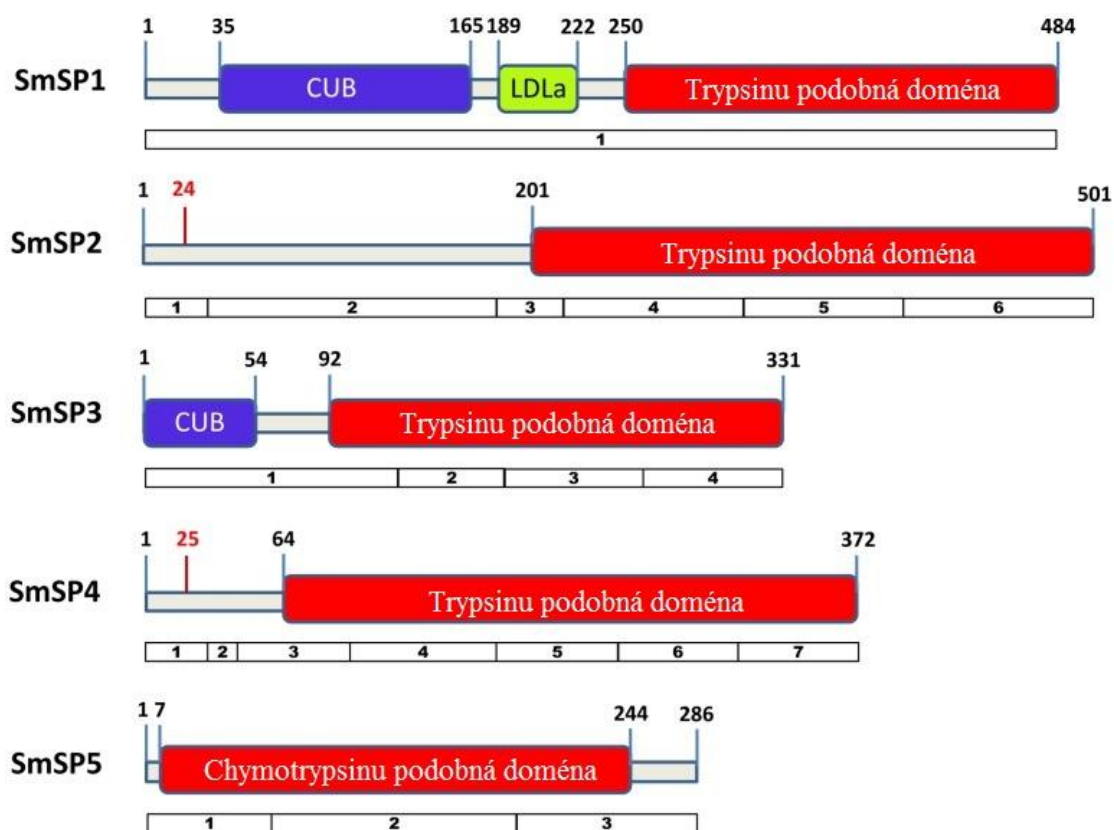 1 35 165 189 222 250 484
SmSP1 CUB LDLa Trypsinu podobná doména
1
1 24 201 501
SmSP2 Trypsinu podobná doména
1 2 3 4 5 6
1 54 92 331
SmSP3 CUB Trypsinu podobná doména
1 2 3 4
1 25 64 372
SmSP4 Trypsinu podobná doména
1 2 3 4 5 6 7
1 7 244 286
SmSP5 Chymotrypsinu podobná doména
1 2 3